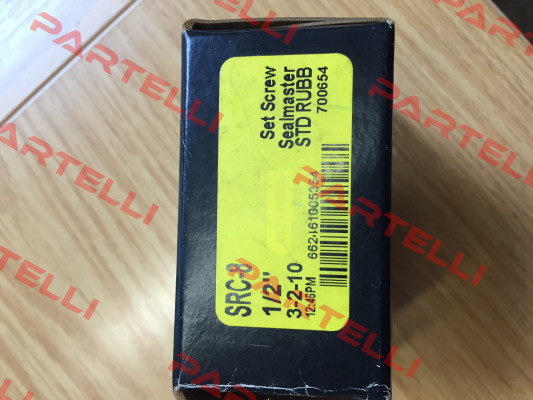 SRC-8
1/2"
3-2-10
12:46PM
Set Screw
Sealmaster
STD RUBB
700654
PARTELLI
PARTELLI
PARTELLI
PARTELLI
PARTELLI
PARTELLI